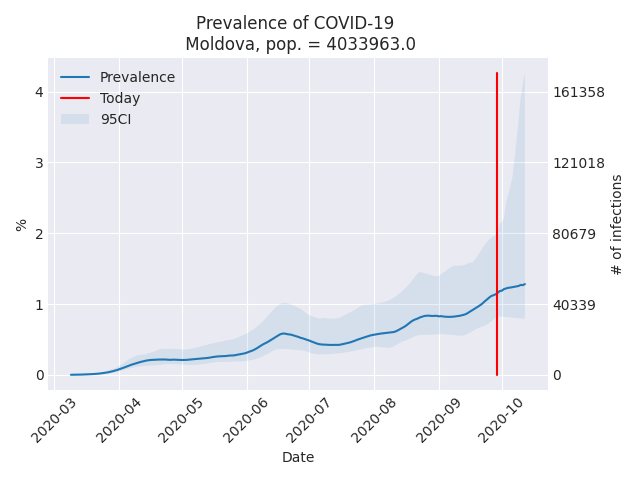 Prevalence of COVID-19
Moldova, pop. = 4033963.0
Prevalence
Today
95CI
4
3
2
1
0
%
161358
121018
80679
40339
0
# of infections
2020-03
2020-04
2020-05
2020-06
2020-07
2020-08
2020-09
2020-10
Date